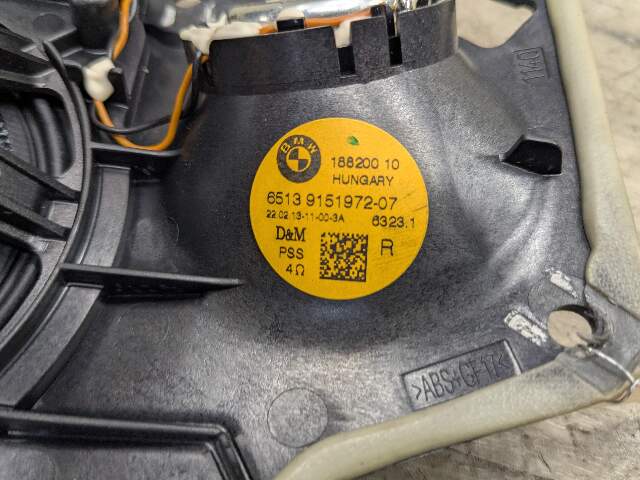 1140
BMW
188200 10
HUNGARY
6513 9151972-07
22.02.13-11-00-3A 6323.1
D&M
PSS
4Ω
R
>ABS+GF17<